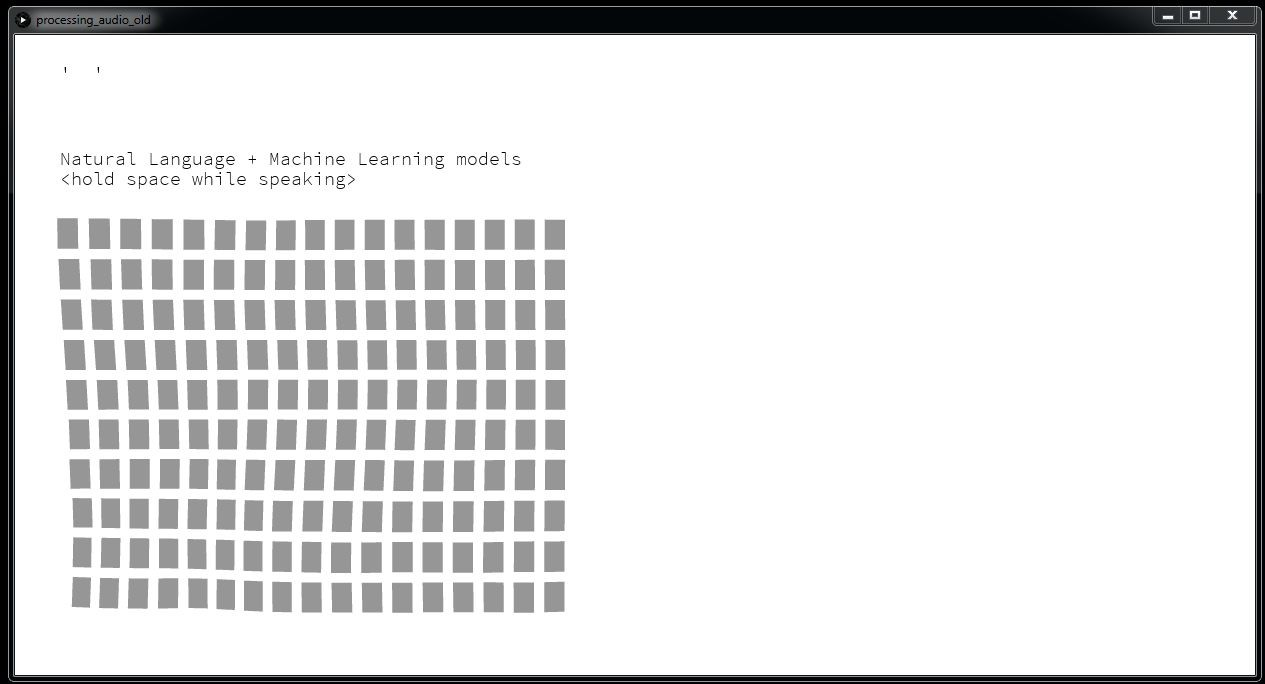 processing_audio_old
' '
Natural Language + Machine Learning models
<hold space while speaking>